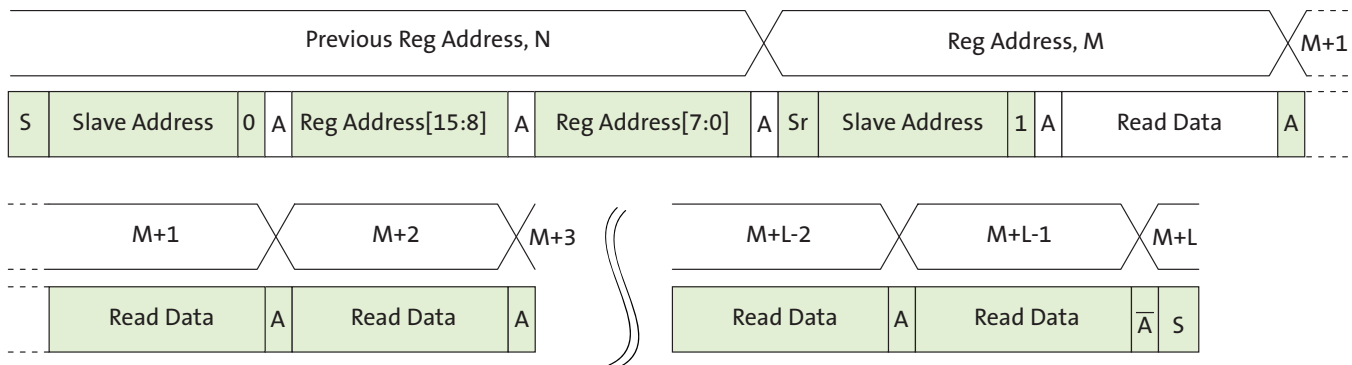 Previous Reg Address, N Reg Address, M M+1
S Slave Address 0 A Reg Address[15:8] A Reg Address[7:0] A Sr Slave Address 1 A Read Data A
M+1 M+2 M+3 M+L-2 M+L-1 M+L
Read Data A Read Data A Read Data A Read Data A̅ S